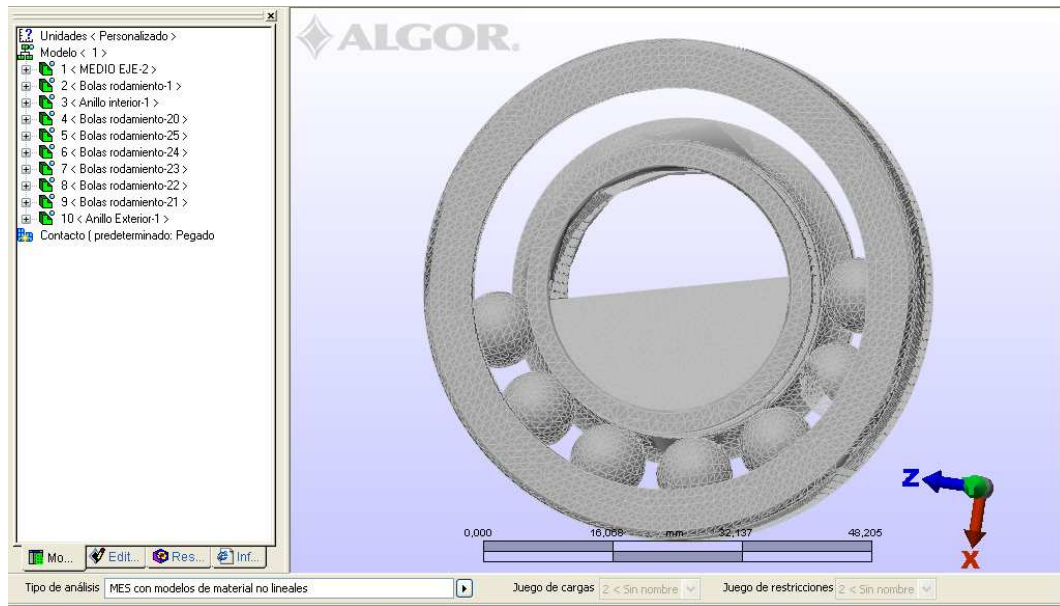 Unidades < Personalizado >
Modelo < 1 >
1 < MEDIO EJE-2 >
2 < Bolas rodamiento-1 >
3 < Anillo interior-1 >
4 < Bolas rodamiento-20 >
5 < Bolas rodamiento-25 >
6 < Bolas rodamiento-24 >
7 < Bolas rodamiento-23 >
8 < Bolas rodamiento-22 >
9 < Bolas rodamiento-21 >
10 < Anillo Exterior-1 >
Contacto ( predeterminado: Pegado
ALGOR.
Z
X
0,000 16,068 mm 32,137 48,205
Mo... Edit... Res... Inf...
Tipo de análisis MES con modelos de material no lineales Juego de cargas 2 < Sin nombre Juego de restricciones 2 < Sin nombre